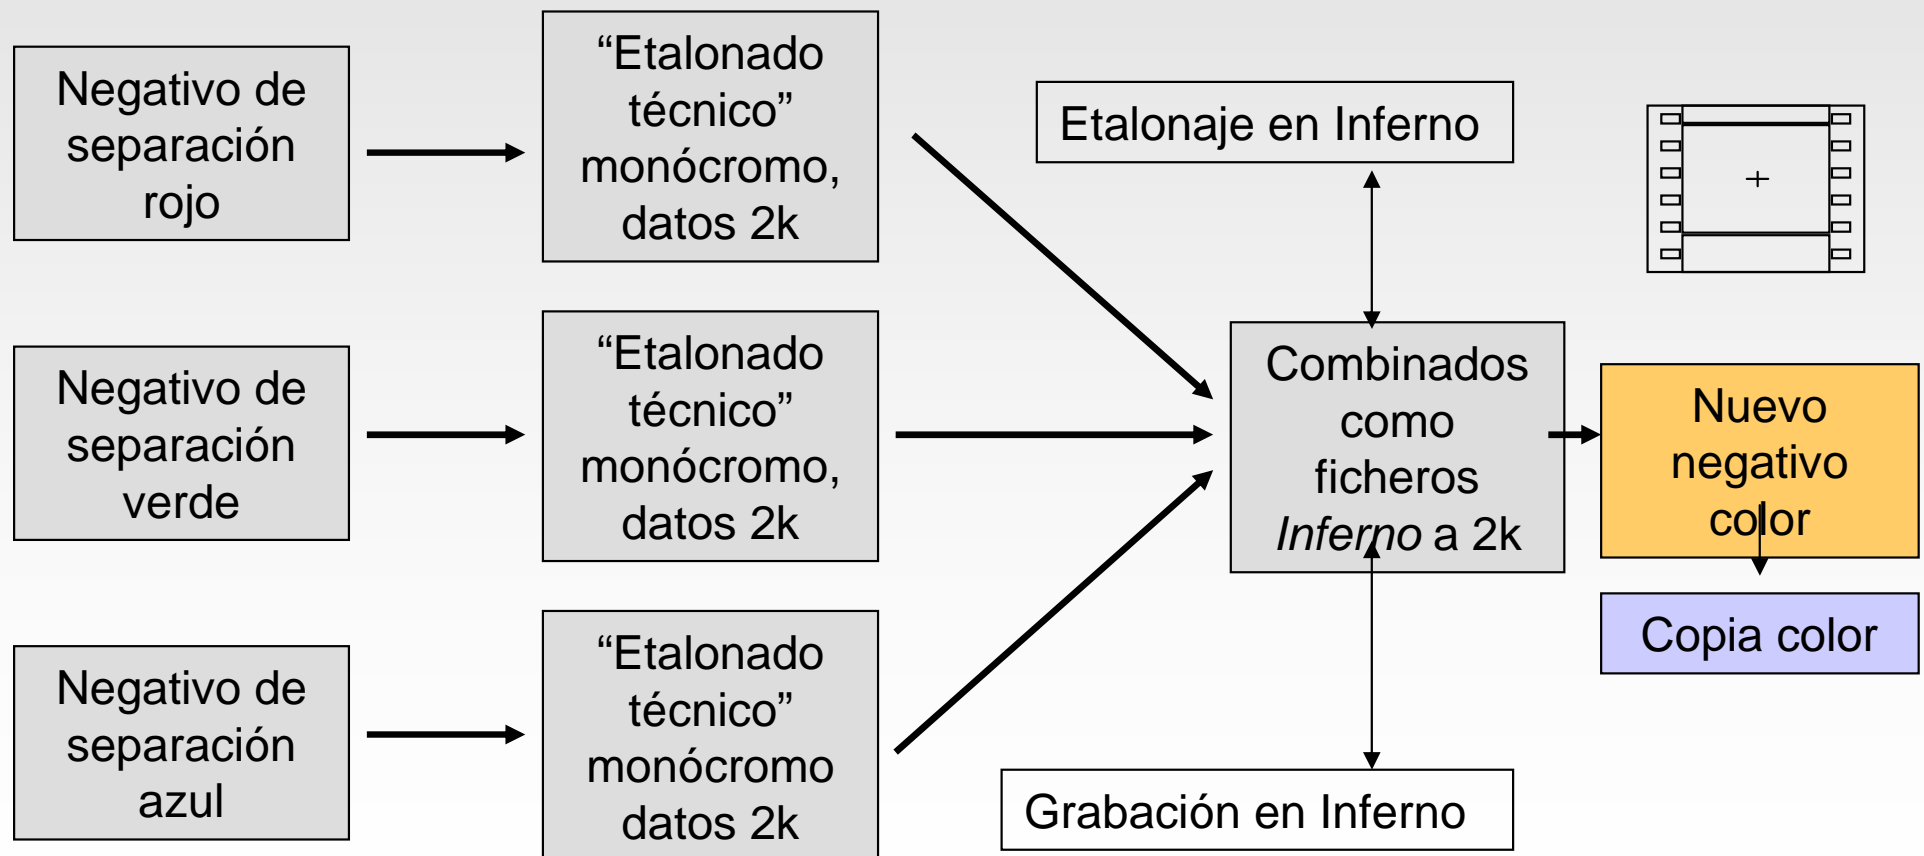 Negativo de
separación
rojo
“Etalonado
técnico”
monócromo,
datos 2k
Etalonaje en Inferno
Negativo de
separación
verde
“Etalonado
técnico”
monócromo,
datos 2k
Combinados
como
ficheros
Inferno a 2k
Nuevo
negativo
color
Copia color
Negativo de
separación
azul
“Etalonado
técnico”
monócromo
datos 2k
Grabación en Inferno